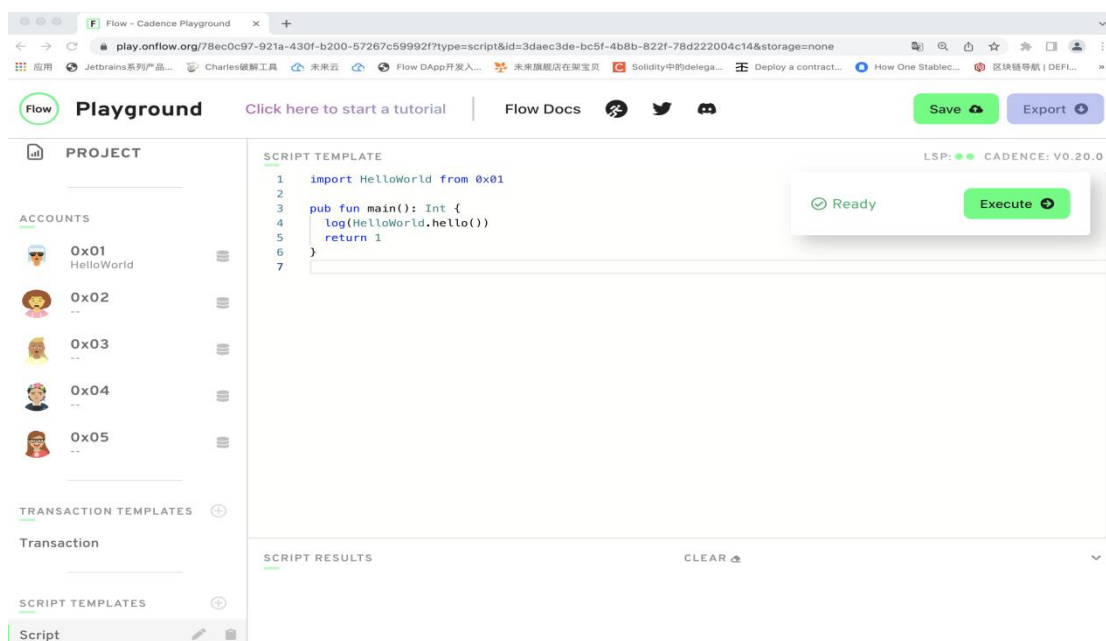 F Flow - Cadence Playground
play.onflow.org/78ec0c97-921a-430f-b200-57267c59992f?type=script&id=3daec3de-bc5f-4b8b-822f-78d222004c14&storage=none
应用 Jetbrains系列产品... Charles破解工具 未来云 Flow DApp开发入... 未来旗舰店在架宝贝 Solidity中的delega... Deploy a contract... How One Stablec... 区块链导航 | DEFI... »
Flow Playground Click here to start a tutorial Flow Docs Save Export
PROJECT
SCRIPT TEMPLATE LSP: CADENCE: V0.20.0
1 import HelloWorld from 0x01
2
3 pub fun main(): Int {
4 log(HelloWorld.hello())
5 return 1
6 }
7
Ready Execute
ACCOUNTS
0x01
HelloWorld
0x02
--
0x03
--
0x04
--
0x05
--
TRANSACTION TEMPLATES
Transaction
SCRIPT RESULTS CLEAR
SCRIPT TEMPLATES
Script